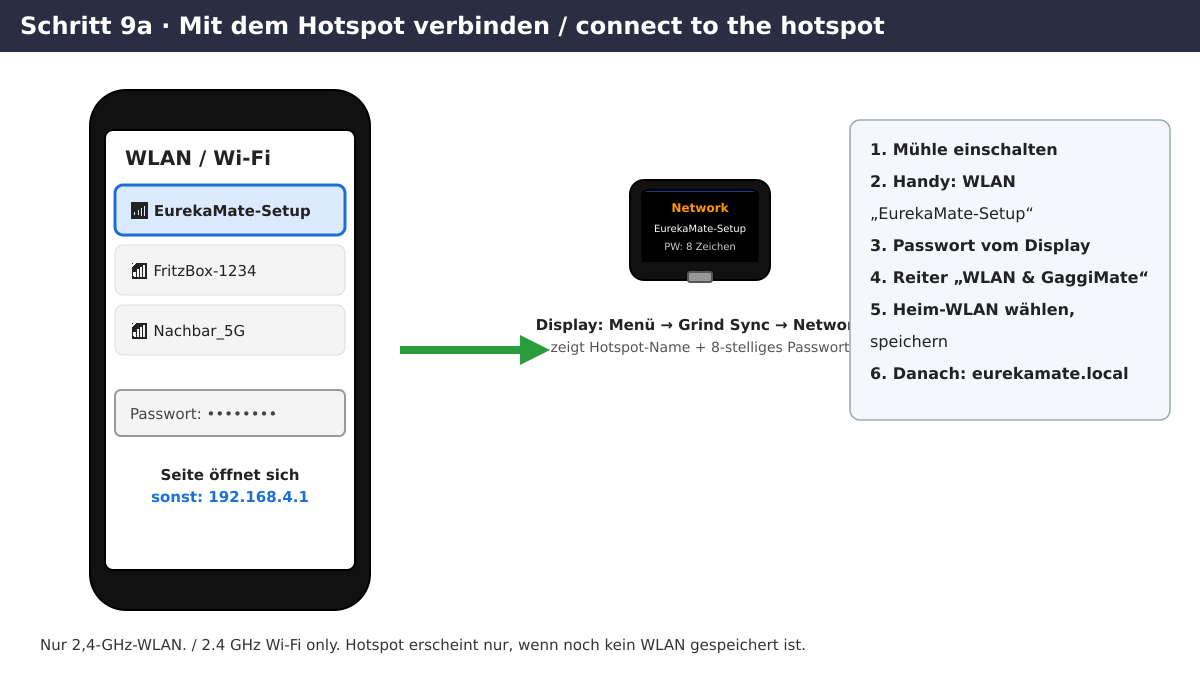 Schritt 9a · Mit dem Hotspot verbinden / connect to the hotspot
WLAN / Wi-Fi
EurekaMate-Setup
FritzBox-1234
Nachbar_5G
Passwort: ••••••••
Seite öffnet sich
sonst: 192.168.4.1
Network
EurekaMate-Setup
PW: 8 Zeichen
Display: Menü → Grind Sync → Networ
zeigt Hotspot-Name + 8-stelliges Passwort
1. Mühle einschalten
2. Handy: WLAN
„EurekaMate-Setup“
3. Passwort vom Display
4. Reiter „WLAN & GaggiMate“
5. Heim-WLAN wählen,
speichern
6. Danach: eurekamate.local
Nur 2,4-GHz-WLAN. / 2.4 GHz Wi-Fi only. Hotspot erscheint nur, wenn noch kein WLAN gespeichert ist.